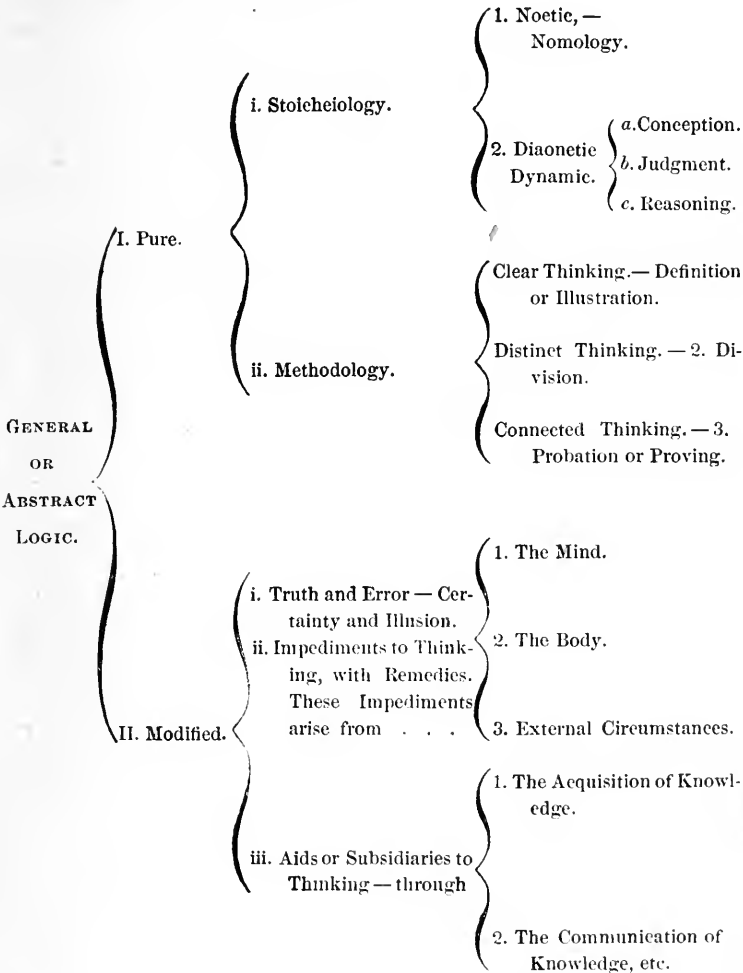 GENERAL
OR
ABSTRACT
LOGIC.
I. Pure.
i. Stoicheiology.
1. Noetic, —
Nomology.
2. Diaonetic
Dynamic.
a. Conception.
b. Judgment.
c. Reasoning.
ii. Methodology.
Clear Thinking. — Definition
or Illustration.
Distinct Thinking. — 2. Di-
vision.
Connected Thinking. — 3.
Probation or Proving.
II. Modified.
i. Truth and Error — Cer-
tainty and Illusion.
ii. Impediments to Think-
ing, with Remedies.
These Impediments
arise from . . .
1. The Mind.
2. The Body.
3. External Circumstances.
iii. Aids or Subsidiaries to
Thinking — through
1. The Acquisition of Knowl-
edge.
2. The Communication of
Knowledge, etc.